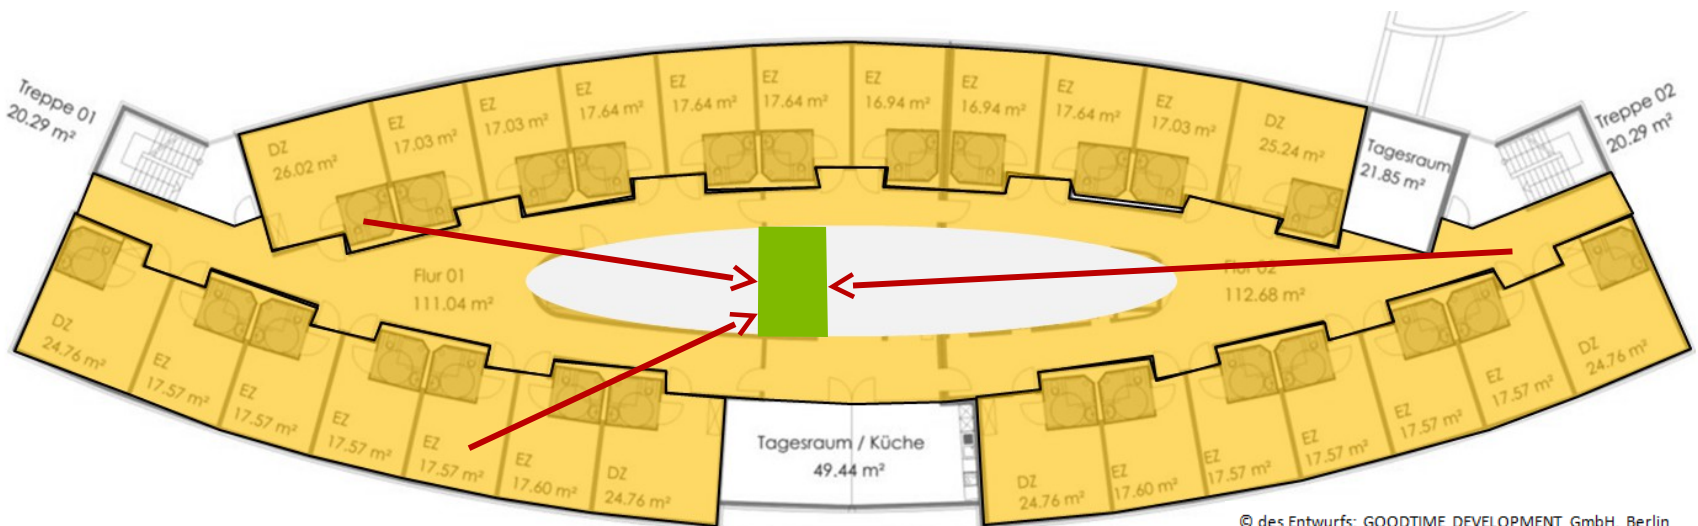 Treppe 01
20.29 m²
DZ
26.02 m²
EZ
17.03 m²
EZ
17.03 m²
EZ
17.64 m²
EZ
17.64 m²
EZ
17.64 m²
EZ
16.94 m²
EZ
16.94 m²
EZ
17.64 m²
EZ
17.03 m²
DZ
25.24 m²
Tagesraum
21.85 m²
Treppe 02
20.29 m²
Flur 01
111.04 m²
Flur 02
112.68 m²
DZ
24.76 m²
EZ
17.57 m²
EZ
17.57 m²
EZ
17.57 m²
EZ
17.57 m²
EZ
17.60 m²
DZ
24.76 m²
Tagesraum / Küche
49.44 m²
DZ
24.76 m²
EZ
17.60 m²
EZ
17.57 m²
EZ
17.57 m²
EZ
17.57 m²
EZ
17.57 m²
DZ
24.76 m²
© des Entwurfs: GOODTIME DEVELOPMENT GmbH, Berlin